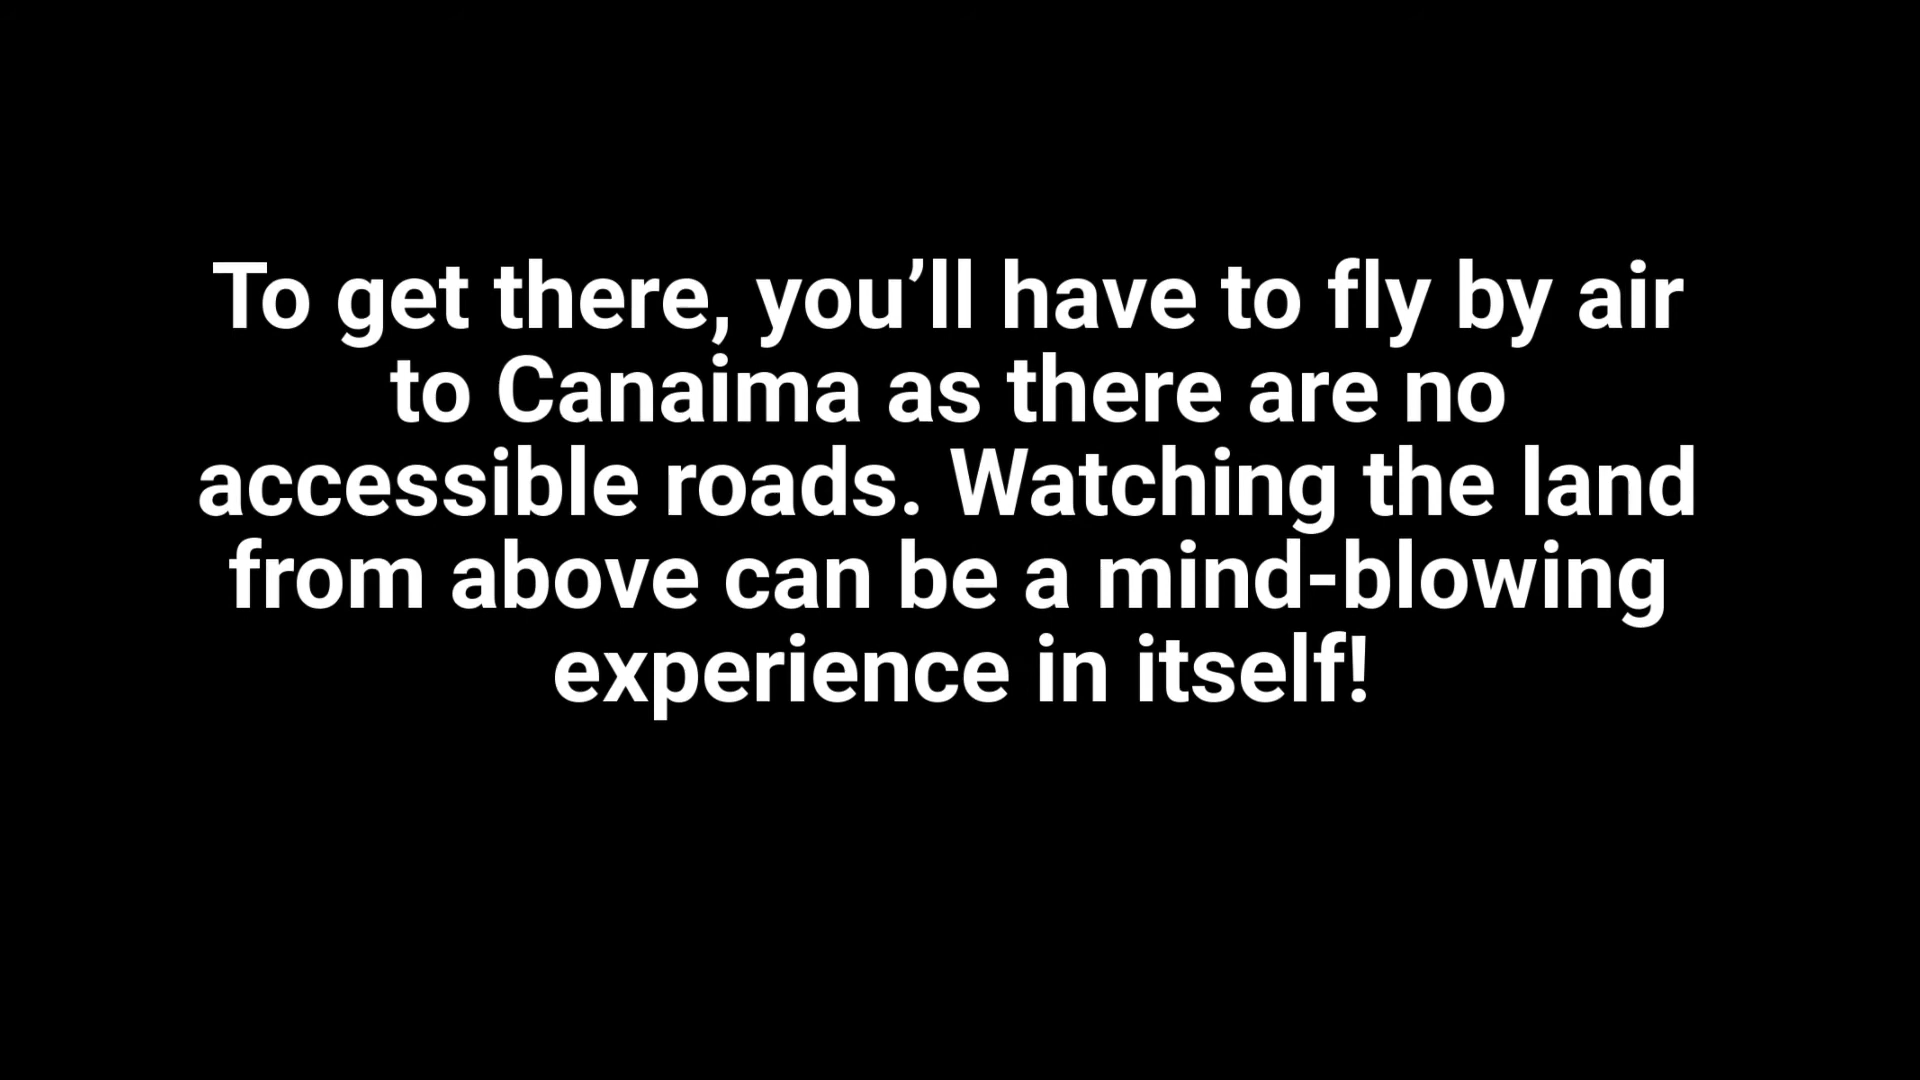 To get there, you’ll have to fly by air
to Canaima as there are no
accessible roads. Watching the land
from above can be a mind-blowing
experience in itself!